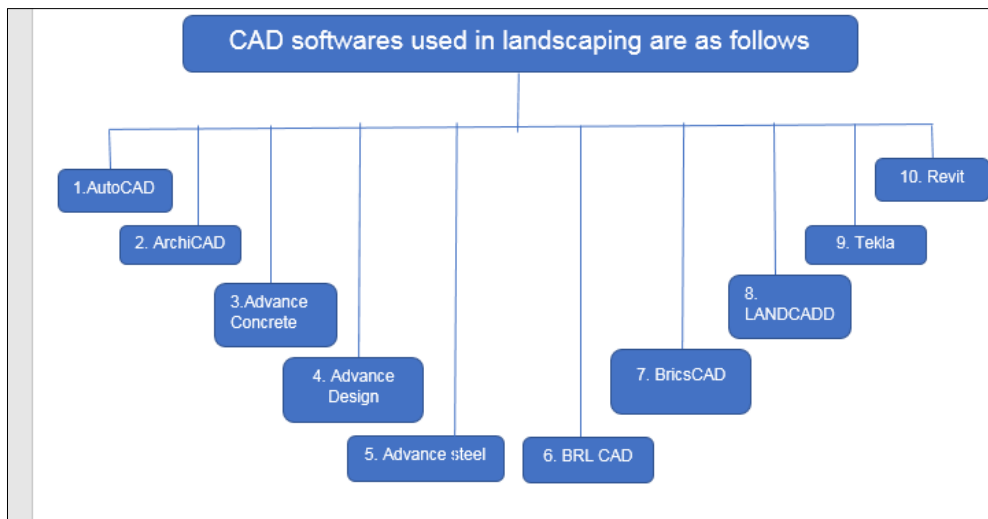 CAD softwares used in landscaping are as follows
1.AutoCAD
2. ArchiCAD
3.Advance
Concrete
4. Advance
Design
5. Advance steel
6. BRL CAD
7. BricsCAD
8.
LANDCADD
9. Tekla
10. Revit